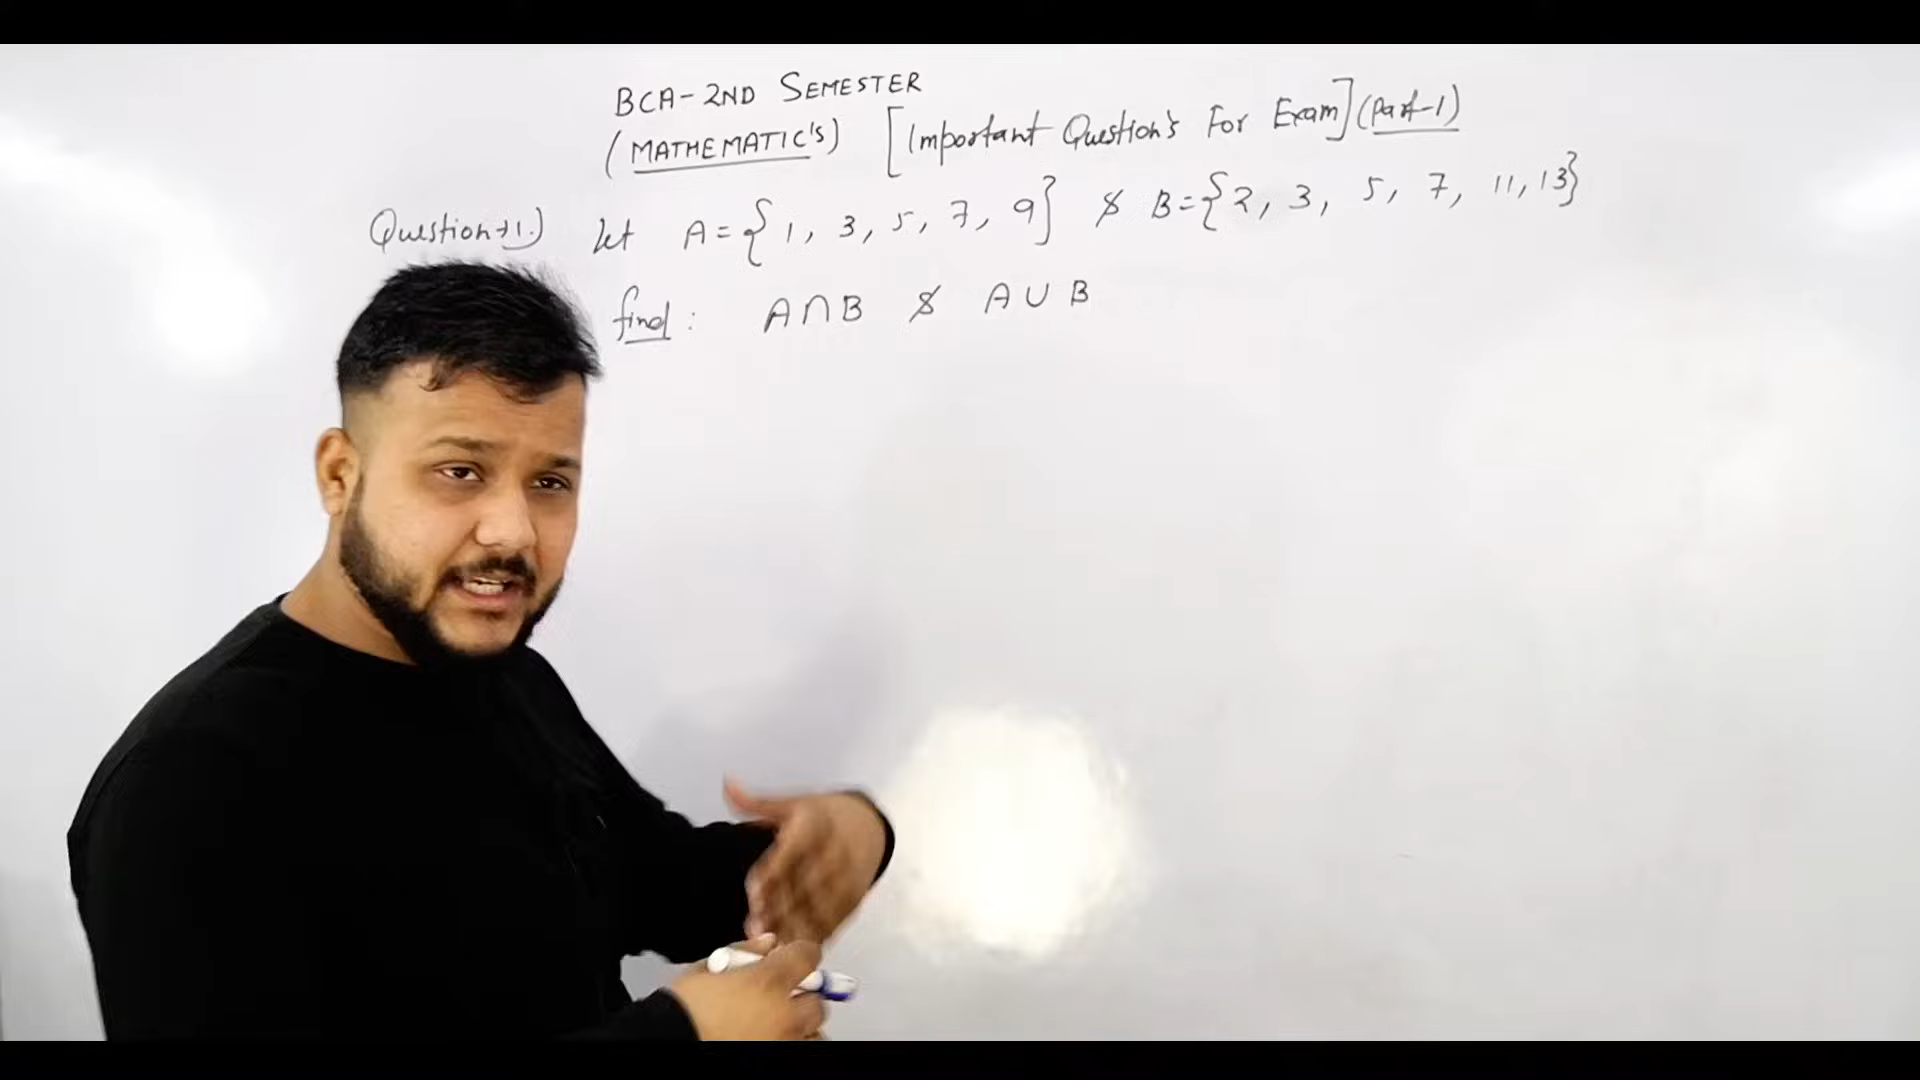 BCA-2ND SEMESTER
(MATHEMATIC'S) [Important Question's For Exam] (Part-1)
Question→1.) Let A={1, 3, 5, 7, 9} & B={2, 3, 5, 7, 11, 13}
find: A∩B & A∪B